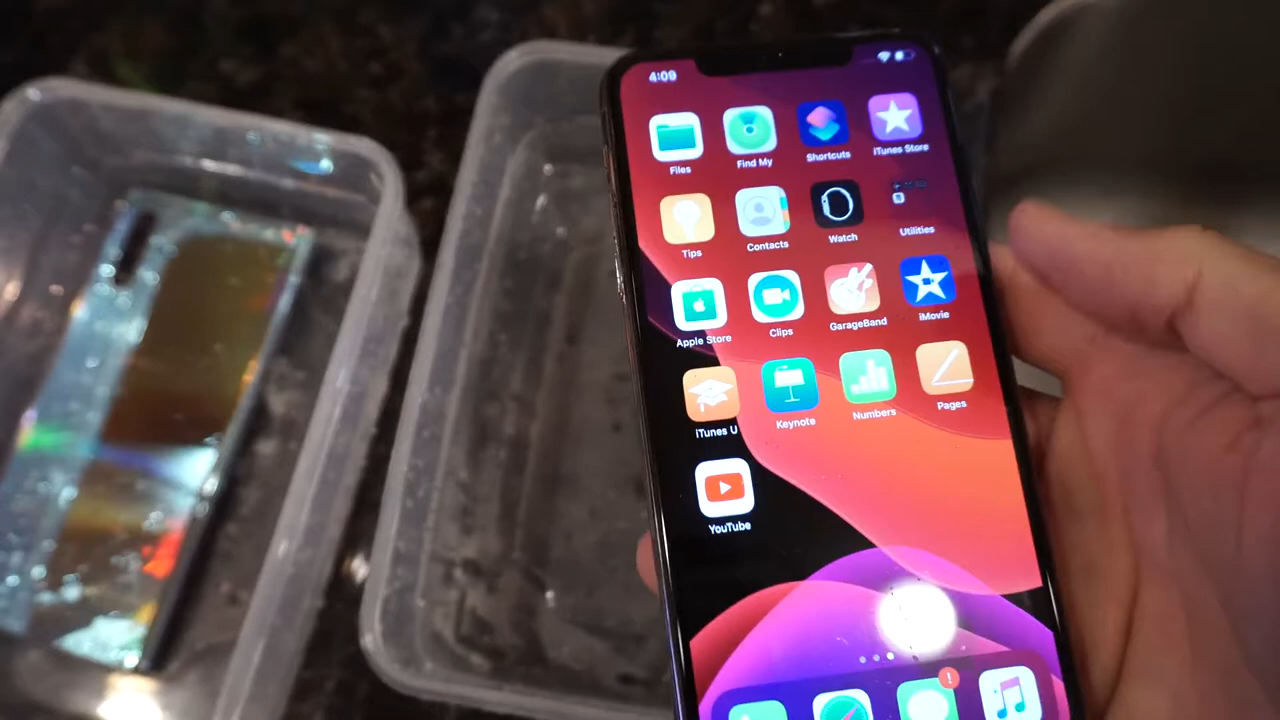 4:09
Files
Find My
Shortcuts
iTunes Store
Tips
Contacts
Watch
Utilities
Apple Store
Clips
GarageBand
iMovie
iTunes U
Keynote
Numbers
Pages
YouTube
!